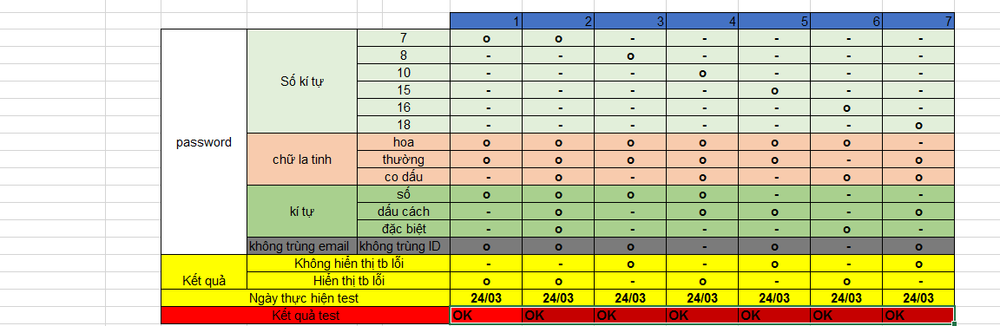 1 2 3 4 5 6 7
7 o o - - - - -
8 - - o - - - -
Số kí tự 10 - - - o - - -
15 - - - - o - -
16 - - - - - o -
18 - - - - - - o
password hoa o o o o o o -
chữ la tinh thường o o o o o - o
co dấu o o o o - o o
số o o o o - - -
kí tự dấu cách - o - o o - o
đặc biệt - o - - - o -
không trùng email không trùng ID o o o - o - o
Kết quả Không hiển thị tb lỗi - - o - o - o
Hiển thị tb lỗi o o - o - o -
Ngày thực hiện test 24/03 24/03 24/03 24/03 24/03 24/03 24/03
Kết quả test OK OK OK OK OK OK OK